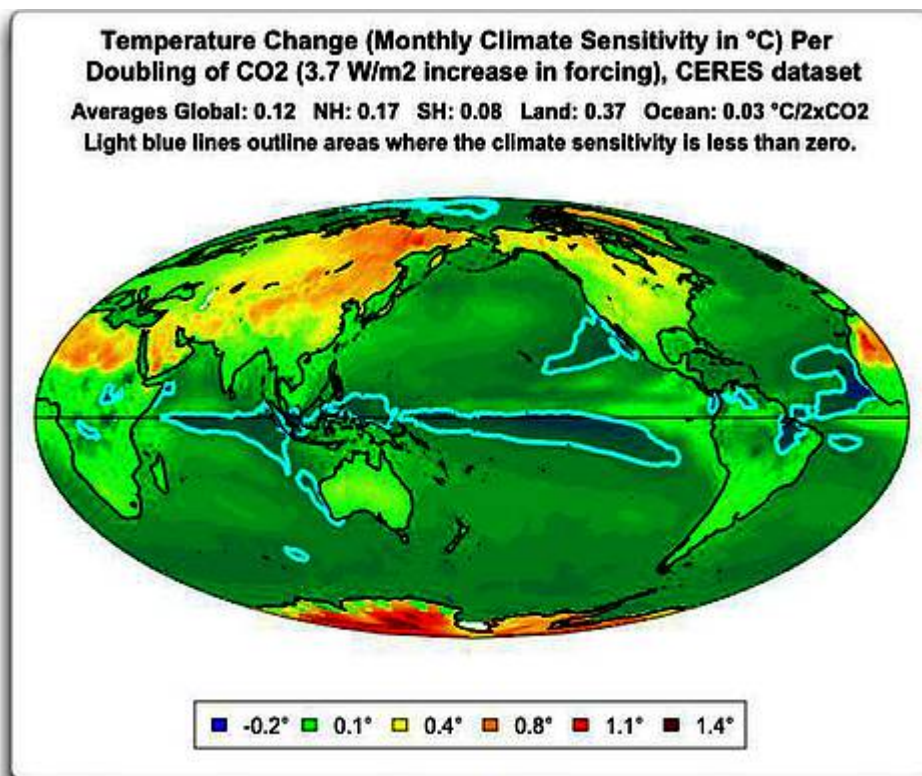 Temperature Change (Monthly Climate Sensitivity in °C) Per
Doubling of CO2 (3.7 W/m2 increase in forcing), CERES dataset
Averages Global: 0.12 NH: 0.17 SH: 0.08 Land: 0.37 Ocean: 0.03 °C/2xCO2
Light blue lines outline areas where the climate sensitivity is less than zero.
-0.2° 0.1° 0.4° 0.8° 1.1° 1.4°